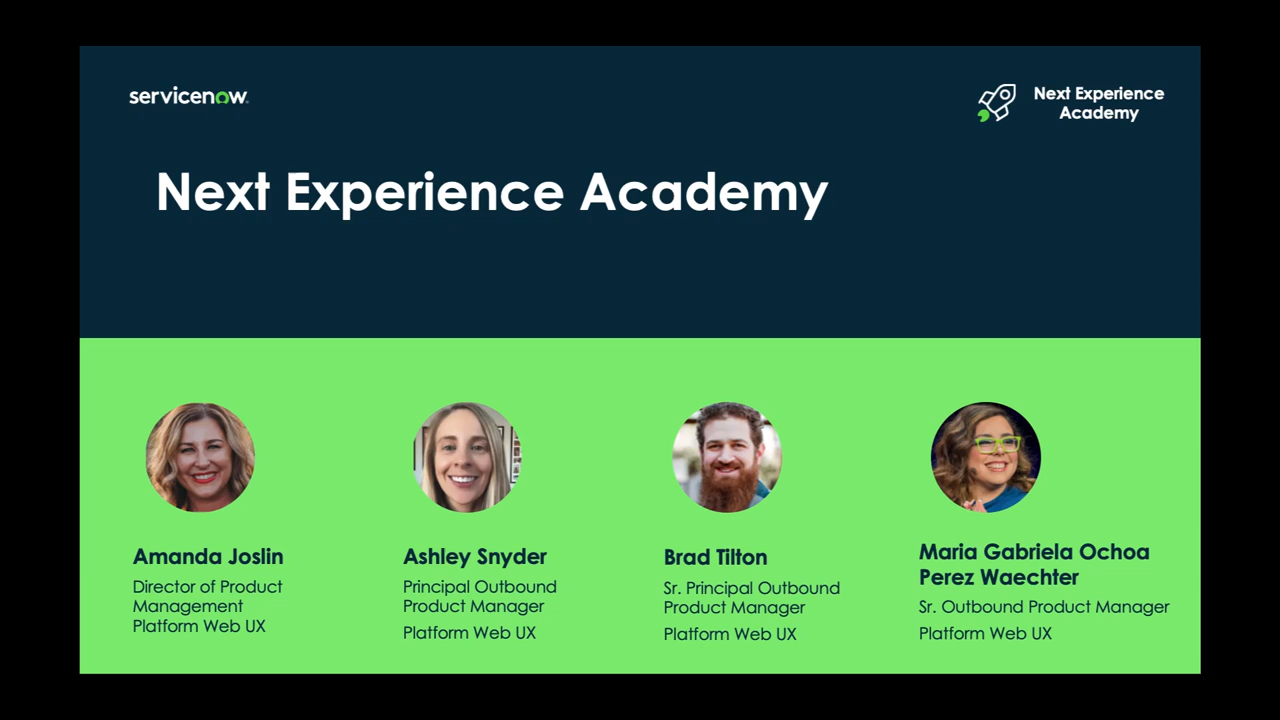 servicenow
Next Experience
Academy
Next Experience Academy
Amanda Joslin
Director of Product
Management
Platform Web UX
Ashley Snyder
Principal Outbound
Product Manager
Platform Web UX
Brad Tilton
Sr. Principal Outbound
Product Manager
Platform Web UX
Maria Gabriela Ochoa
Perez Waechter
Sr. Outbound Product Manager
Platform Web UX